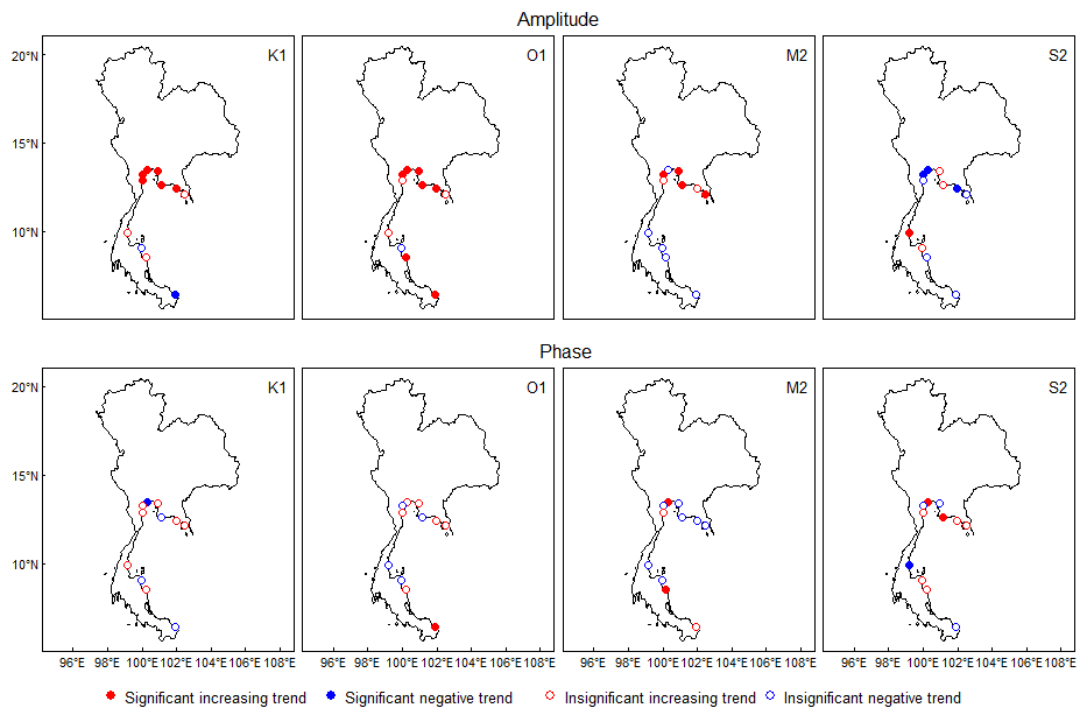 Amplitude
K1 O1 M2 S2
20°N
15°N
10°N
Phase
K1 O1 M2 S2
20°N
15°N
10°N
96°E 98°E 100°E 102°E 104°E 106°E 108°E 96°E 98°E 100°E 102°E 104°E 106°E 108°E 96°E 98°E 100°E 102°E 104°E 106°E 108°E 96°E 98°E 100°E 102°E 104°E 106°E 108°E
Significant increasing trend Significant negative trend Insignificant increasing trend Insignificant negative trend